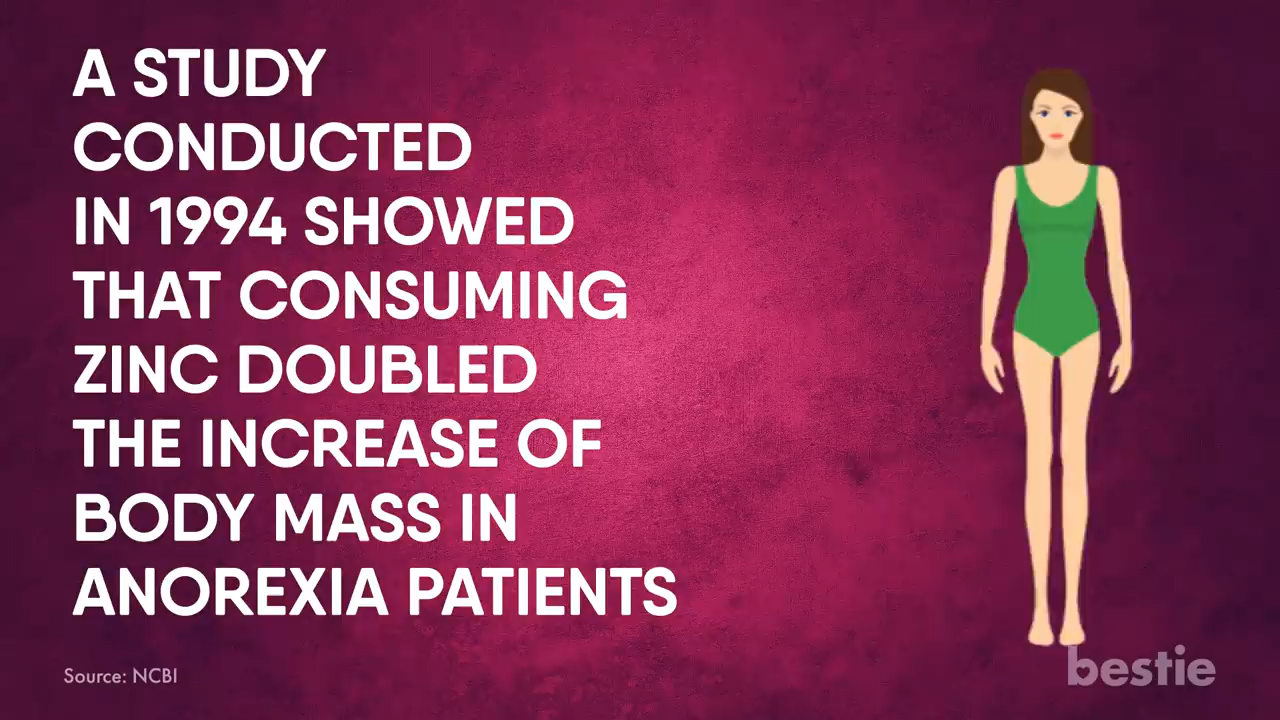 A STUDY
CONDUCTED
IN 1994 SHOWED
THAT CONSUMING
ZINC DOUBLED
THE INCREASE OF
BODY MASS IN
ANOREXIA PATIENTS
Source: NCBI
bestie